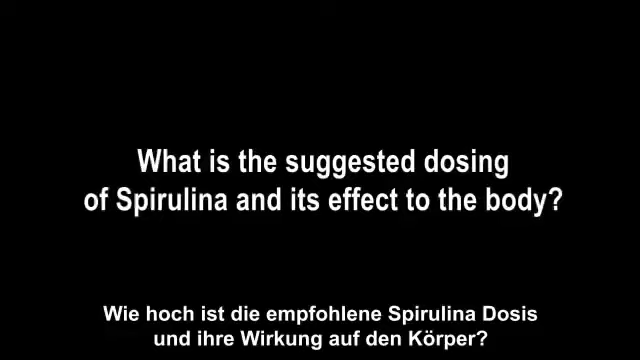 What is the suggested dosing
of Spirulina and its effect to the body?
Wie hoch ist die empfohlene Spirulina Dosis
und ihre Wirkung auf den Körper?